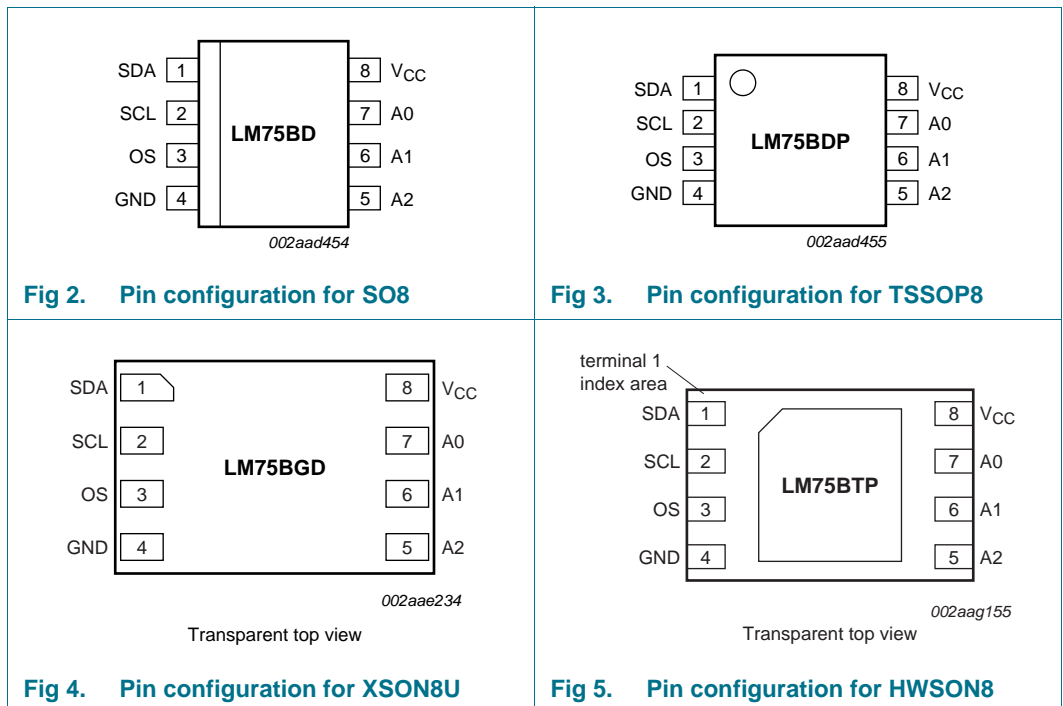 SDA 1 8 VCC
SCL 2 7 A0
LM75BD
OS 3 6 A1
GND 4 5 A2
002aad454
Fig 2. Pin configuration for SO8
SDA 1 8 VCC
SCL 2 7 A0
LM75BDP
OS 3 6 A1
GND 4 5 A2
002aad455
Fig 3. Pin configuration for TSSOP8
SDA 1 8 VCC
SCL 2 7 A0
LM75BGD
OS 3 6 A1
GND 4 5 A2
002aae234
Transparent top view
Fig 4. Pin configuration for XSON8U
terminal 1
index area
SDA 1 8 VCC
SCL 2 7 A0
LM75BTP
OS 3 6 A1
GND 4 5 A2
002aag155
Transparent top view
Fig 5. Pin configuration for HWSON8